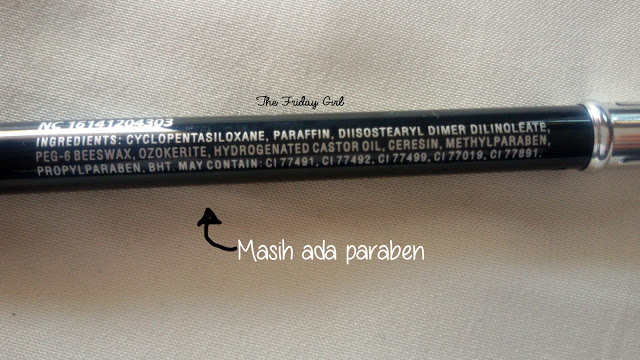 The Friday Girl
NC 16141204303
INGREDIENTS: CYCLOPENTASILOXANE, PARAFFIN, DIISOSTEARYL DIMER DILINOLEATE,
PEG-6 BEESWAX, OZOKERITE, HYDROGENATED CASTOR OIL, CERESIN, METHYLPARABEN,
PROPYLPARABEN, BHT. MAY CONTAIN: CI 77491, CI 77492, CI 77499, CI 77019, CI 77891.
Masih ada paraben